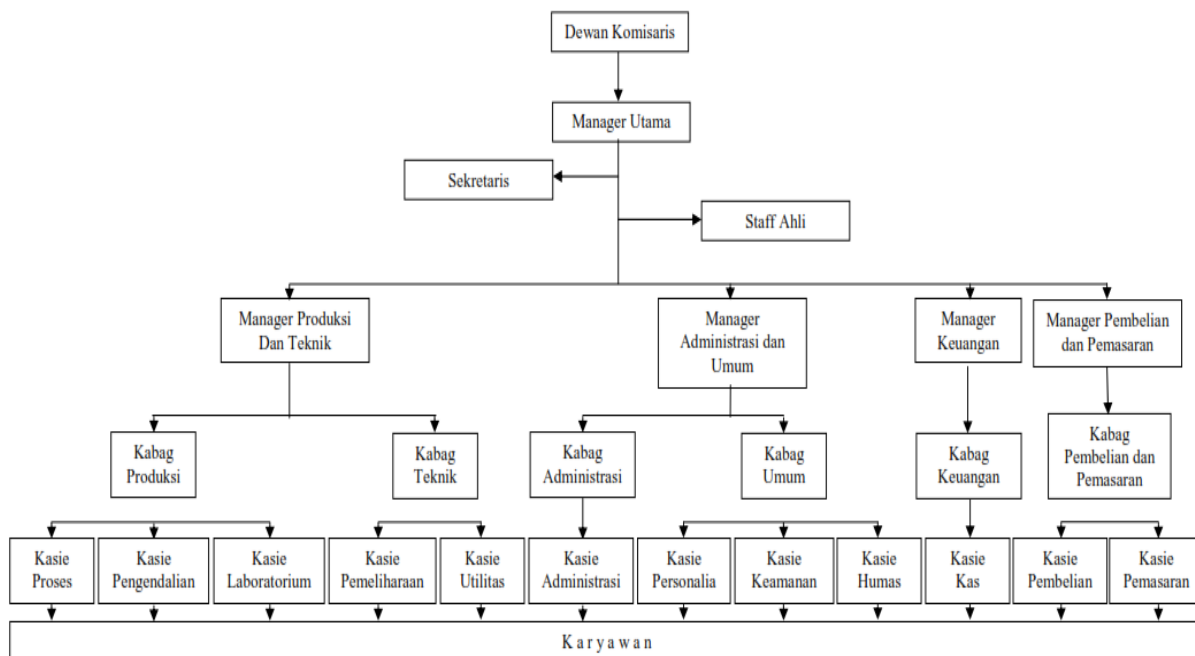 Dewan Komisaris
Manager Utama
Sekretaris
Staff Ahli
Manager Produksi
Dan Teknik
Manager
Administrasi dan
Umum
Manager
Keuangan
Manager Pembelian
dan Pemasaran
Kabag
Produksi
Kabag
Teknik
Kabag
Administrasi
Kabag
Umum
Kabag
Keuangan
Kabag
Pembelian dan
Pemasaran
Kasie
Proses
Kasie
Pengendalian
Kasie
Laboratorium
Kasie
Pemeliharaan
Kasie
Utilitas
Kasie
Administrasi
Kasie
Personalia
Kasie
Keamanan
Kasie
Humas
Kasie
Kas
Kasie
Pembelian
Kasie
Pemasaran
K a r y a w a n